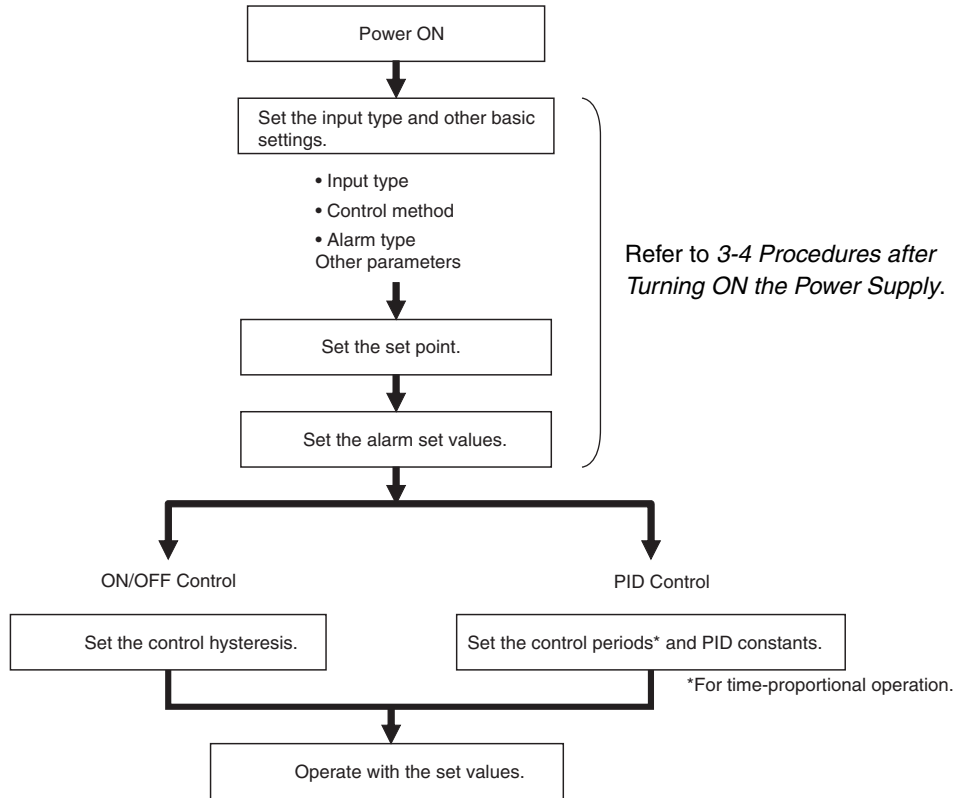 Power ON
Set the input type and other basic
settings.
• Input type
• Control method
• Alarm type
Other parameters
Refer to 3-4 Procedures after
Turning ON the Power Supply.
Set the set point.
Set the alarm set values.
ON/OFF Control
PID Control
Set the control hysteresis.
Set the control periods* and PID constants.
*For time-proportional operation.
Operate with the set values.